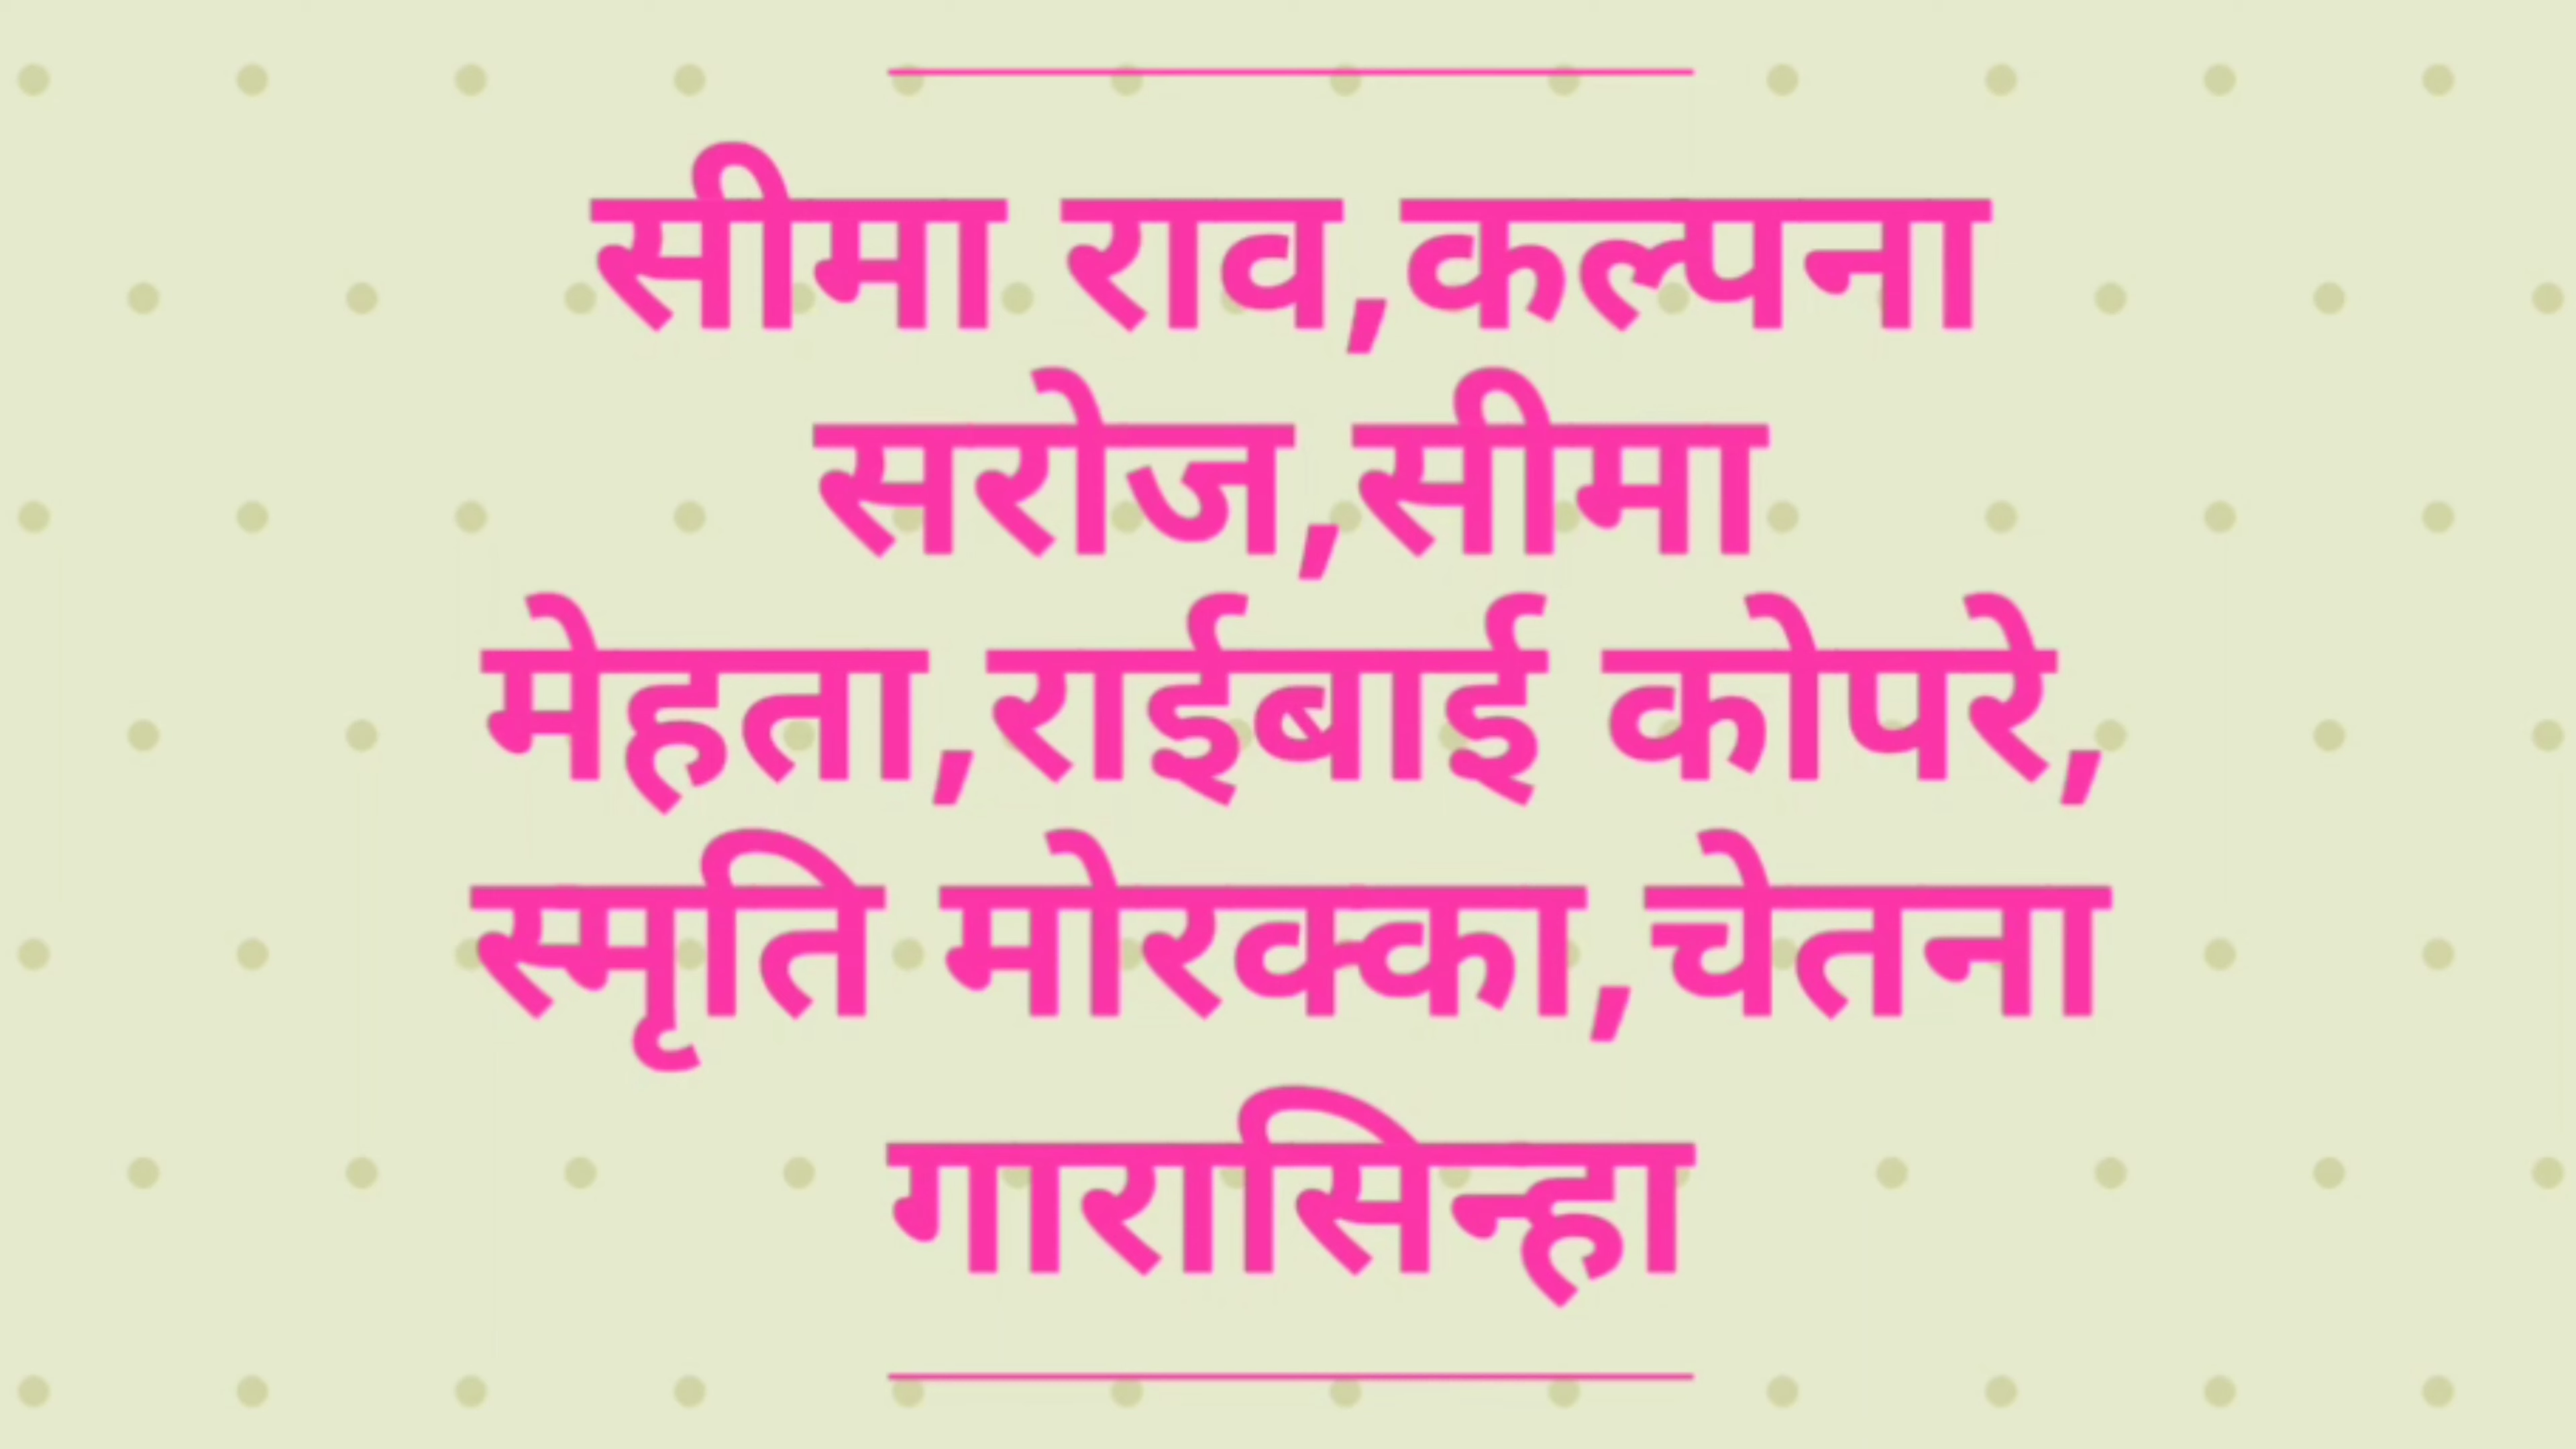 सीमा राव,कल्पना
सरोज,सीमा
मेहता,राईबाई कोपरे,
स्मृति मोरक्का,चेतना
गारासिन्हा